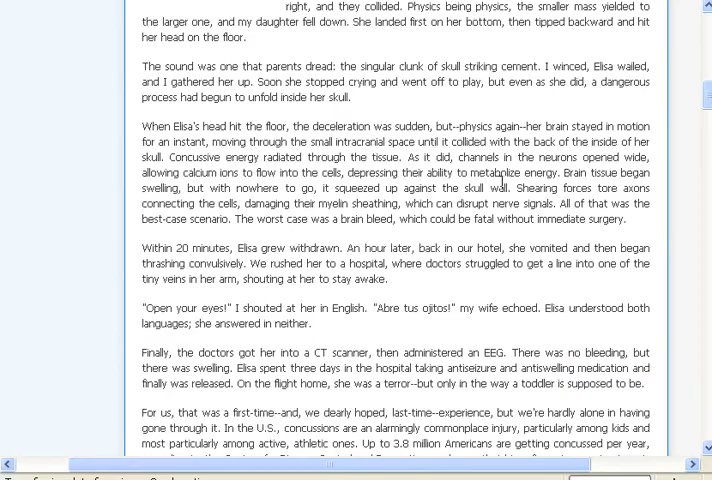 right, and they collided. Physics being physics, the smaller mass yielded to
the larger one, and my daughter fell down. She landed first on her bottom, then tipped backward and hit
her head on the floor.
The sound was one that parents dread: the singular clunk of skull striking cement. I winced, Elisa wailed,
and I gathered her up. Soon she stopped crying and went off to play, but even as she did, a dangerous
process had begun to unfold inside her skull.
When Elisa's head hit the floor, the deceleration was sudden, but--physics again--her brain stayed in motion
for an instant, moving through the small intracranial space until it collided with the back of the inside of her
skull. Concussive energy radiated through the tissue. As it did, channels in the neurons opened wide,
allowing calcium ions to flow into the cells, depressing their ability to metabolize energy. Brain tissue began
swelling, but with nowhere to go, it squeezed up against the skull wall. Shearing forces tore axons
connecting the cells, damaging their myelin sheathing, which can disrupt nerve signals. All of that was the
best-case scenario. The worst case was a brain bleed, which could be fatal without immediate surgery.
Within 20 minutes, Elisa grew withdrawn. An hour later, back in our hotel, she vomited and then began
thrashing convulsively. We rushed her to a hospital, where doctors struggled to get a line into one of the
tiny veins in her arm, shouting at her to stay awake.
"Open your eyes!" I shouted at her in English. "Abre tus ojitos!" my wife echoed. Elisa understood both
languages; she answered in neither.
Finally, the doctors got her into a CT scanner, then administered an EEG. There was no bleeding, but
there was swelling. Elisa spent three days in the hospital taking antiseizure and antiswelling medication and
finally was released. On the flight home, she was a terror--but only in the way a toddler is supposed to be.
For us, that was a first-time--and, we dearly hoped, last-time--experience, but we're hardly alone in having
gone through it. In the U.S., concussions are an alarmingly commonplace injury, particularly among kids and
most particularly among active, athletic ones. Up to 3.8 million Americans are getting concussed per year,